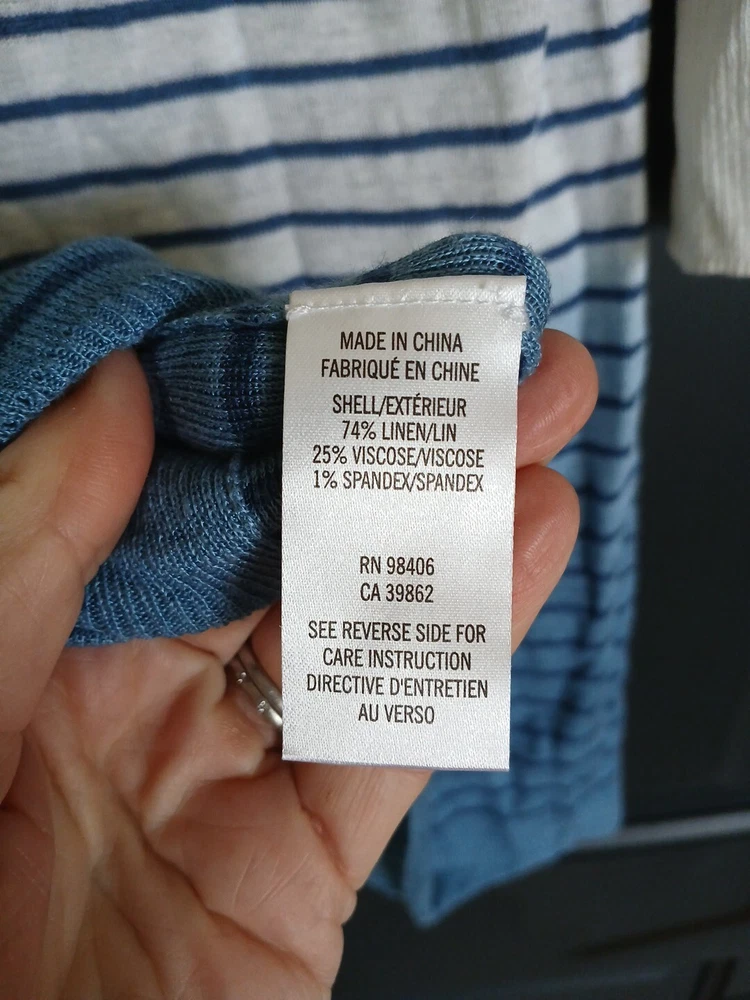 MADE IN CHINA
FABRIQUÉ EN CHINE
SHELL/EXTÉRIEUR
74% LINEN/LIN
25% VISCOSE/VISCOSE
1% SPANDEX/SPANDEX
RN 98406
CA 39862
SEE REVERSE SIDE FOR
CARE INSTRUCTION
DIRECTIVE D'ENTRETIEN
AU VERSO